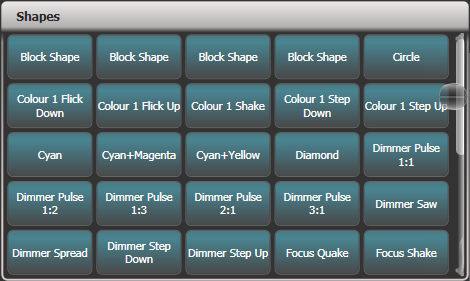 Shapes
Block Shape
Block Shape
Block Shape
Block Shape
Circle
Colour 1 Flick
Down
Colour 1 Flick Up
Colour 1 Shake
Colour 1 Step
Down
Colour 1 Step Up
Cyan
Cyan+Magenta
Cyan+Yellow
Diamond
Dimmer Pulse
1:1
Dimmer Pulse
1:2
Dimmer Pulse
1:3
Dimmer Pulse
2:1
Dimmer Pulse
3:1
Dimmer Saw
Dimmer Spread
Dimmer Step
Down
Dimmer Step Up
Focus Quake
Focus Shake